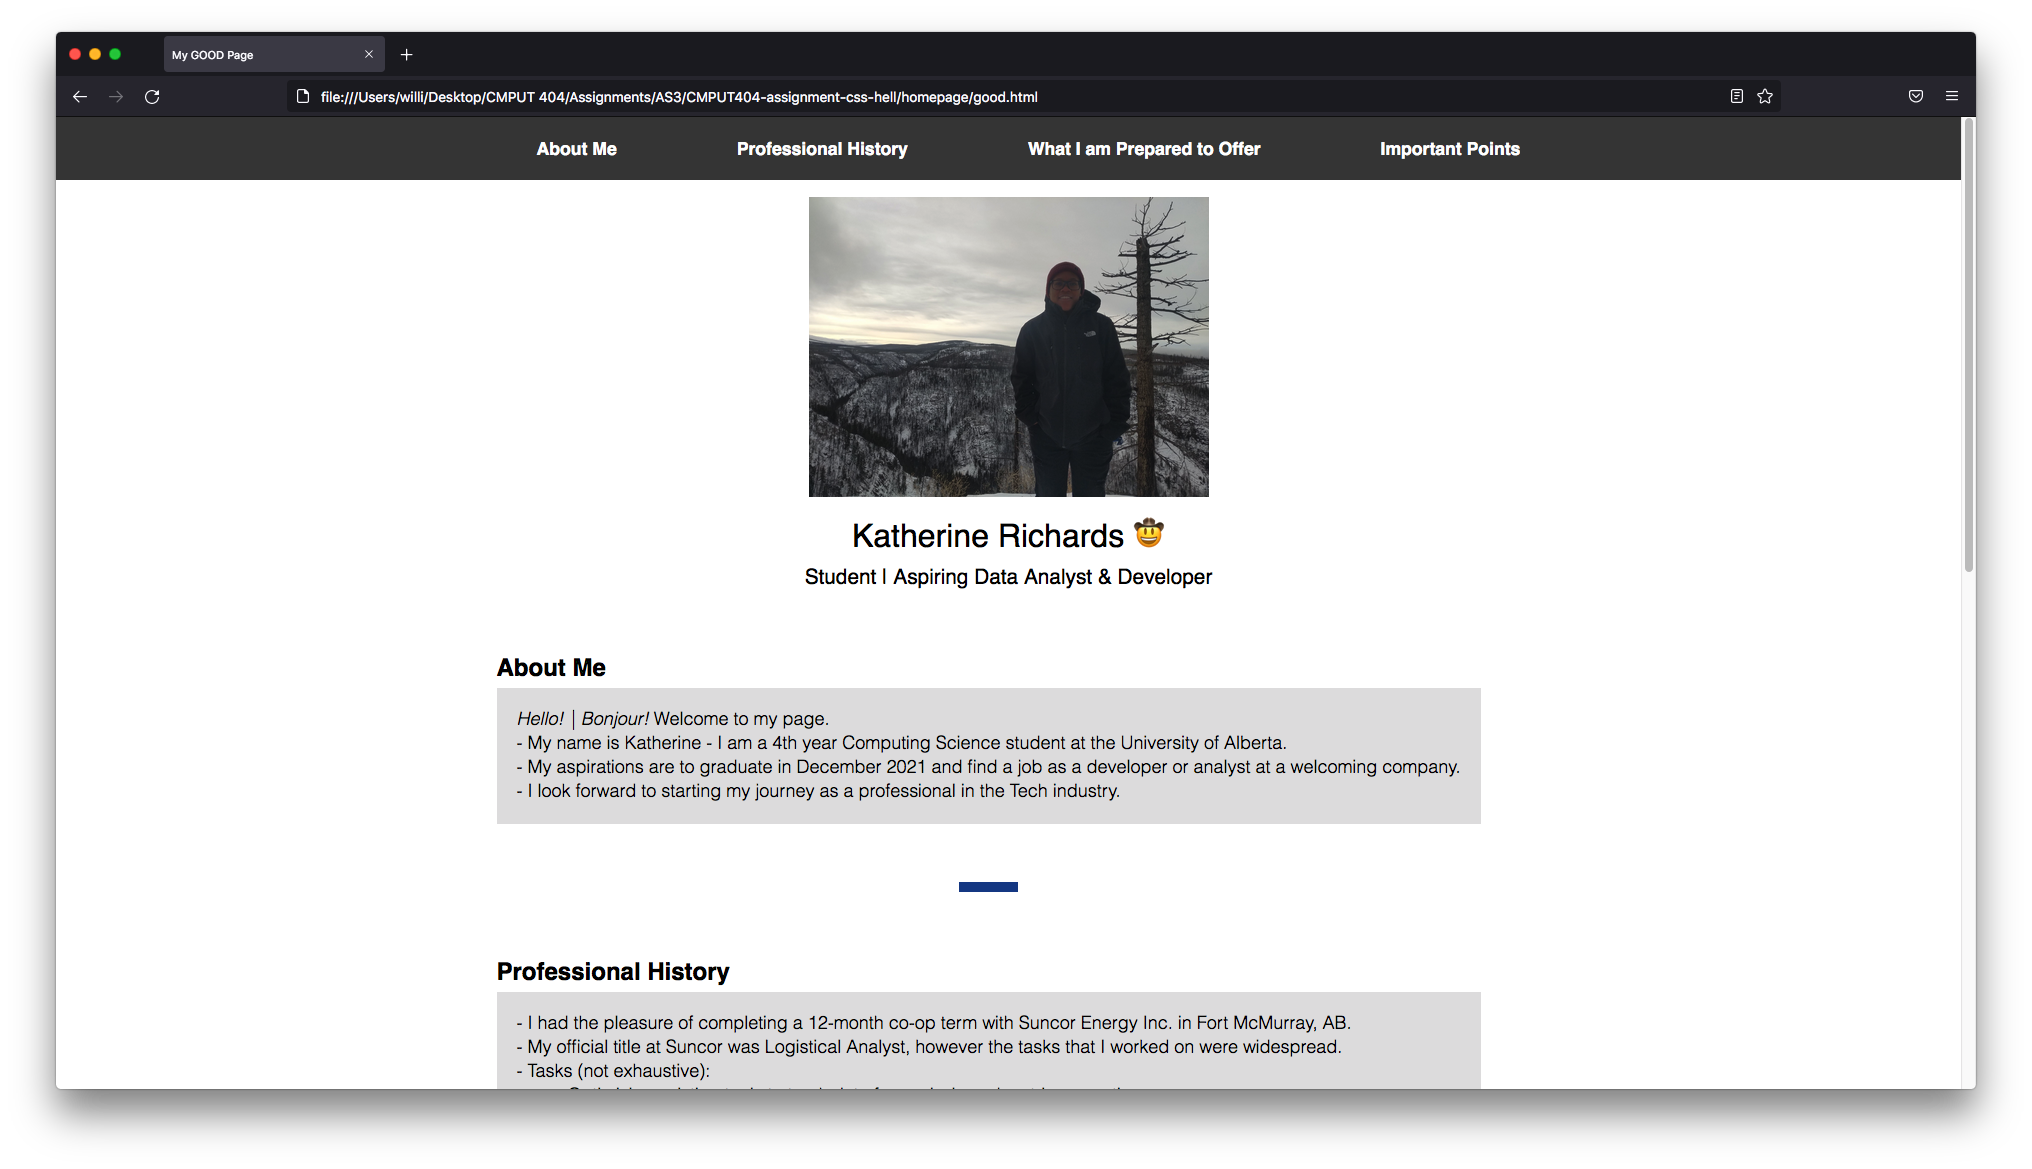 My GOOD Page
file:///Users/willi/Desktop/CMPUT 404/Assignments/AS3/CMPUT404-assignment-css-hell/homepage/good.html
About Me Professional History What I am Prepared to Offer Important Points
Katherine Richards 🤠
Student | Aspiring Data Analyst & Developer
About Me
Hello! | Bonjour! Welcome to my page.
- My name is Katherine - I am a 4th year Computing Science student at the University of Alberta.
- My aspirations are to graduate in December 2021 and find a job as a developer or analyst at a welcoming company.
- I look forward to starting my journey as a professional in the Tech industry.
Professional History
- I had the pleasure of completing a 12-month co-op term with Suncor Energy Inc. in Fort McMurray, AB.
- My official title at Suncor was Logistical Analyst, however the tasks that I worked on were widespread.
- Tasks (not exhaustive):